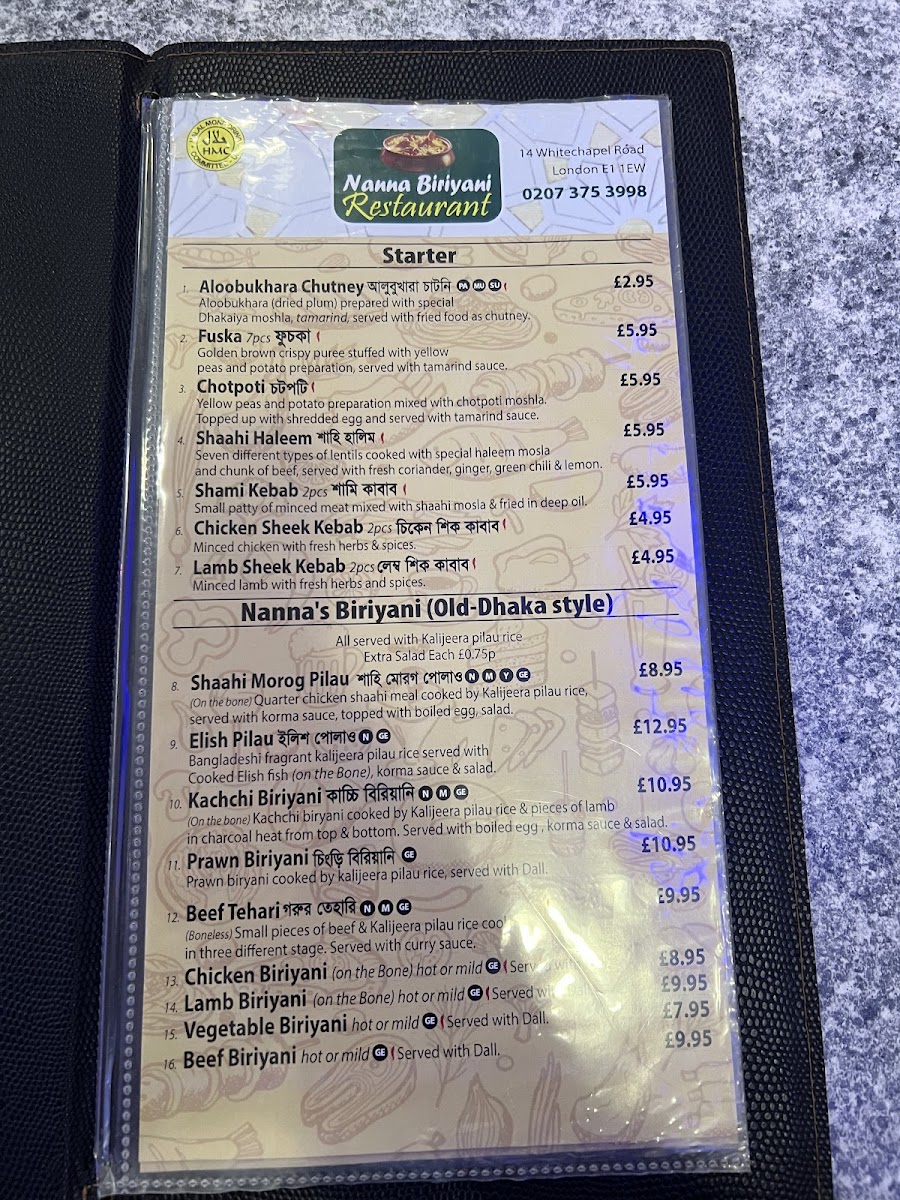 HALAL MONITORING
حلال
HMC
COMMITTEE
Nanna Biriyani
Restaurant
14 Whitechapel Road
London E1 1EW
0207 375 3998
Starter
1. Aloobukhara Chutney আলুবুখারা চাটনি PA MU SU £2.95
Aloobukhara (dried plum) prepared with special
Dhakaiya moshla, tamarind, served with fried food as chutney.
2. Fuska 7pcs ফুচকা £5.95
Golden brown crispy puree stuffed with yellow
peas and potato preparation, served with tamarind sauce.
3. Chotpoti চটপটি £5.95
Yellow peas and potato preparation mixed with chotpoti moshla.
Topped up with shredded egg and served with tamarind sauce.
4. Shaahi Haleem শাহি হালিম £5.95
Seven different types of lentils cooked with special haleem mosla
and chunk of beef, served with fresh coriander, ginger, green chili & lemon.
5. Shami Kebab 2pcs শামি কাবাব £5.95
Small patty of minced meat mixed with shaahi mosla & fried in deep oil.
6. Chicken Sheek Kebab 2pcs চিকেন শিক কাবাব £4.95
Minced chicken with fresh herbs & spices.
7. Lamb Sheek Kebab 2pcs লেম্ব শিক কাবাব £4.95
Minced lamb with fresh herbs and spices.
Nanna's Biriyani (Old-Dhaka style)
All served with Kalijeera pilau rice
Extra Salad Each £0.75p
8. Shaahi Morog Pilau শাহি মোরগ পোলাও N M Y GE £8.95
(On the bone) Quarter chicken shaahi meal cooked by Kalijeera pilau rice,
served with korma sauce, topped with boiled egg, salad.
9. Elish Pilau ইলিশ পোলাও N GE £12.95
Bangladeshi fragrant kalijeera pilau rice served with
Cooked Elish fish (on the Bone), korma sauce & salad.
10. Kachchi Biriyani কাচ্চি বিরিয়ানি N M GE £10.95
(On the bone) Kachchi biryani cooked by Kalijeera pilau rice & pieces of lamb
in charcoal heat from top & bottom. Served with boiled egg , korma sauce & salad.
11. Prawn Biriyani চিংড়ি বিরিয়ানি GE £10.95
Prawn biryani cooked by kalijeera pilau rice, served with Dall.
12. Beef Tehari গরুর তেহারি N M GE £9.95
(Boneless) Small pieces of beef & Kalijeera pilau rice
in three different stage. Served with curry sauce.
13. Chicken Biriyani (on the Bone) hot or mild GE £8.95
14. Lamb Biriyani (on the Bone) hot or mild GE Served £9.95
15. Vegetable Biriyani hot or mild GE Served with Dall. £7.95
16. Beef Biriyani hot or mild GE Served with Dall. £9.95